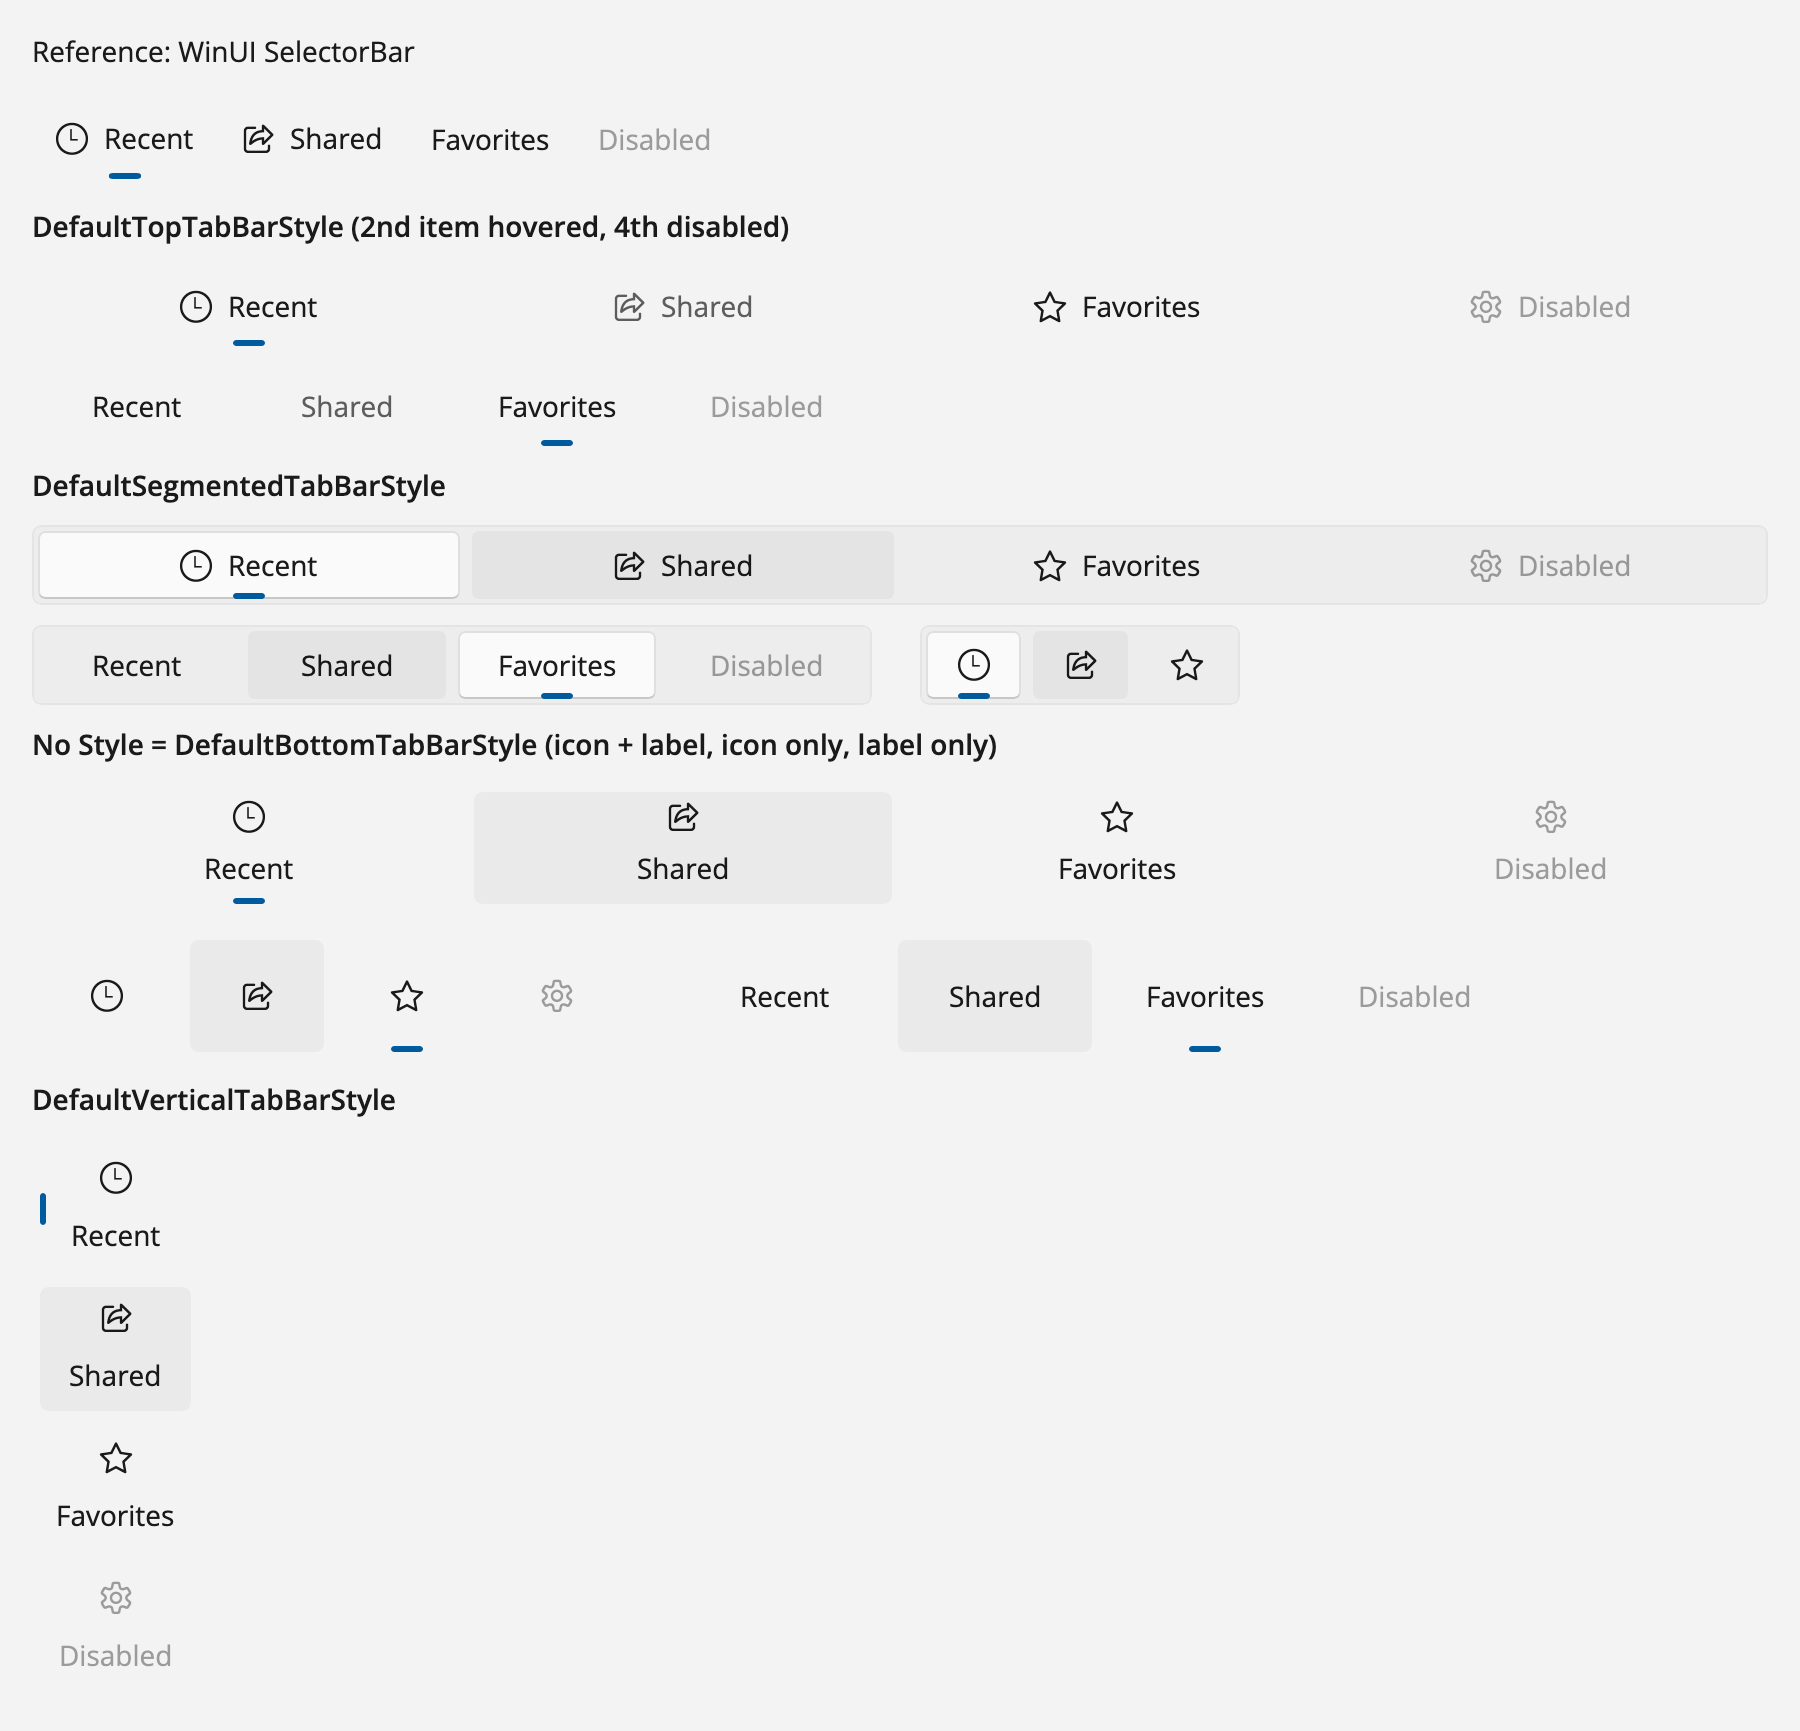 Reference: WinUI SelectorBar
Recent Shared Favorites Disabled
DefaultTopTabBarStyle (2nd item hovered, 4th disabled)
Recent Shared Favorites Disabled
Recent Shared Favorites Disabled
DefaultSegmentedTabBarStyle
Recent Shared Favorites Disabled
Recent Shared Favorites Disabled
No Style = DefaultBottomTabBarStyle (icon + label, icon only, label only)
Recent Shared Favorites Disabled
Recent Shared Favorites Disabled
DefaultVerticalTabBarStyle
Recent
Shared
Favorites
Disabled